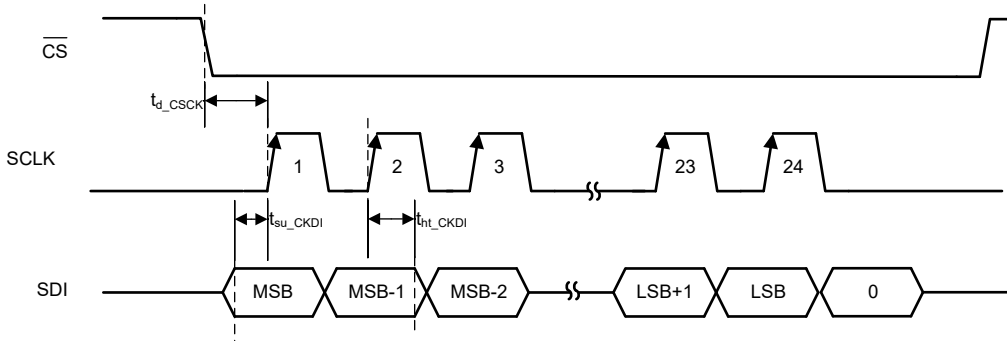 CS
t_d_CSCK
SCLK
1 2 3 23 24
t_su_CKDI t_ht_CKDI
SDI MSB MSB-1 MSB-2 LSB+1 LSB 0